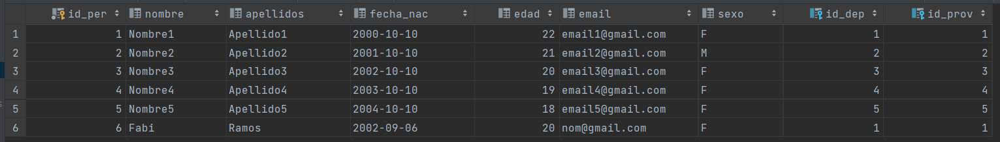 id_per nombre apellidos fecha_nac edad email sexo id_dep id_prov
1 1 Nombre1 Apellido1 2000-10-10 22 email1@gmail.com F 1 1
2 2 Nombre2 Apellido2 2001-10-10 21 email2@gmail.com M 2 2
3 3 Nombre3 Apellido3 2002-10-10 20 email3@gmail.com F 3 3
4 4 Nombre4 Apellido4 2003-10-10 19 email4@gmail.com F 4 4
5 5 Nombre5 Apellido5 2004-10-10 18 email5@gmail.com F 5 5
6 6 Fabi Ramos 2002-09-06 20 nom@gmail.com F 1 1